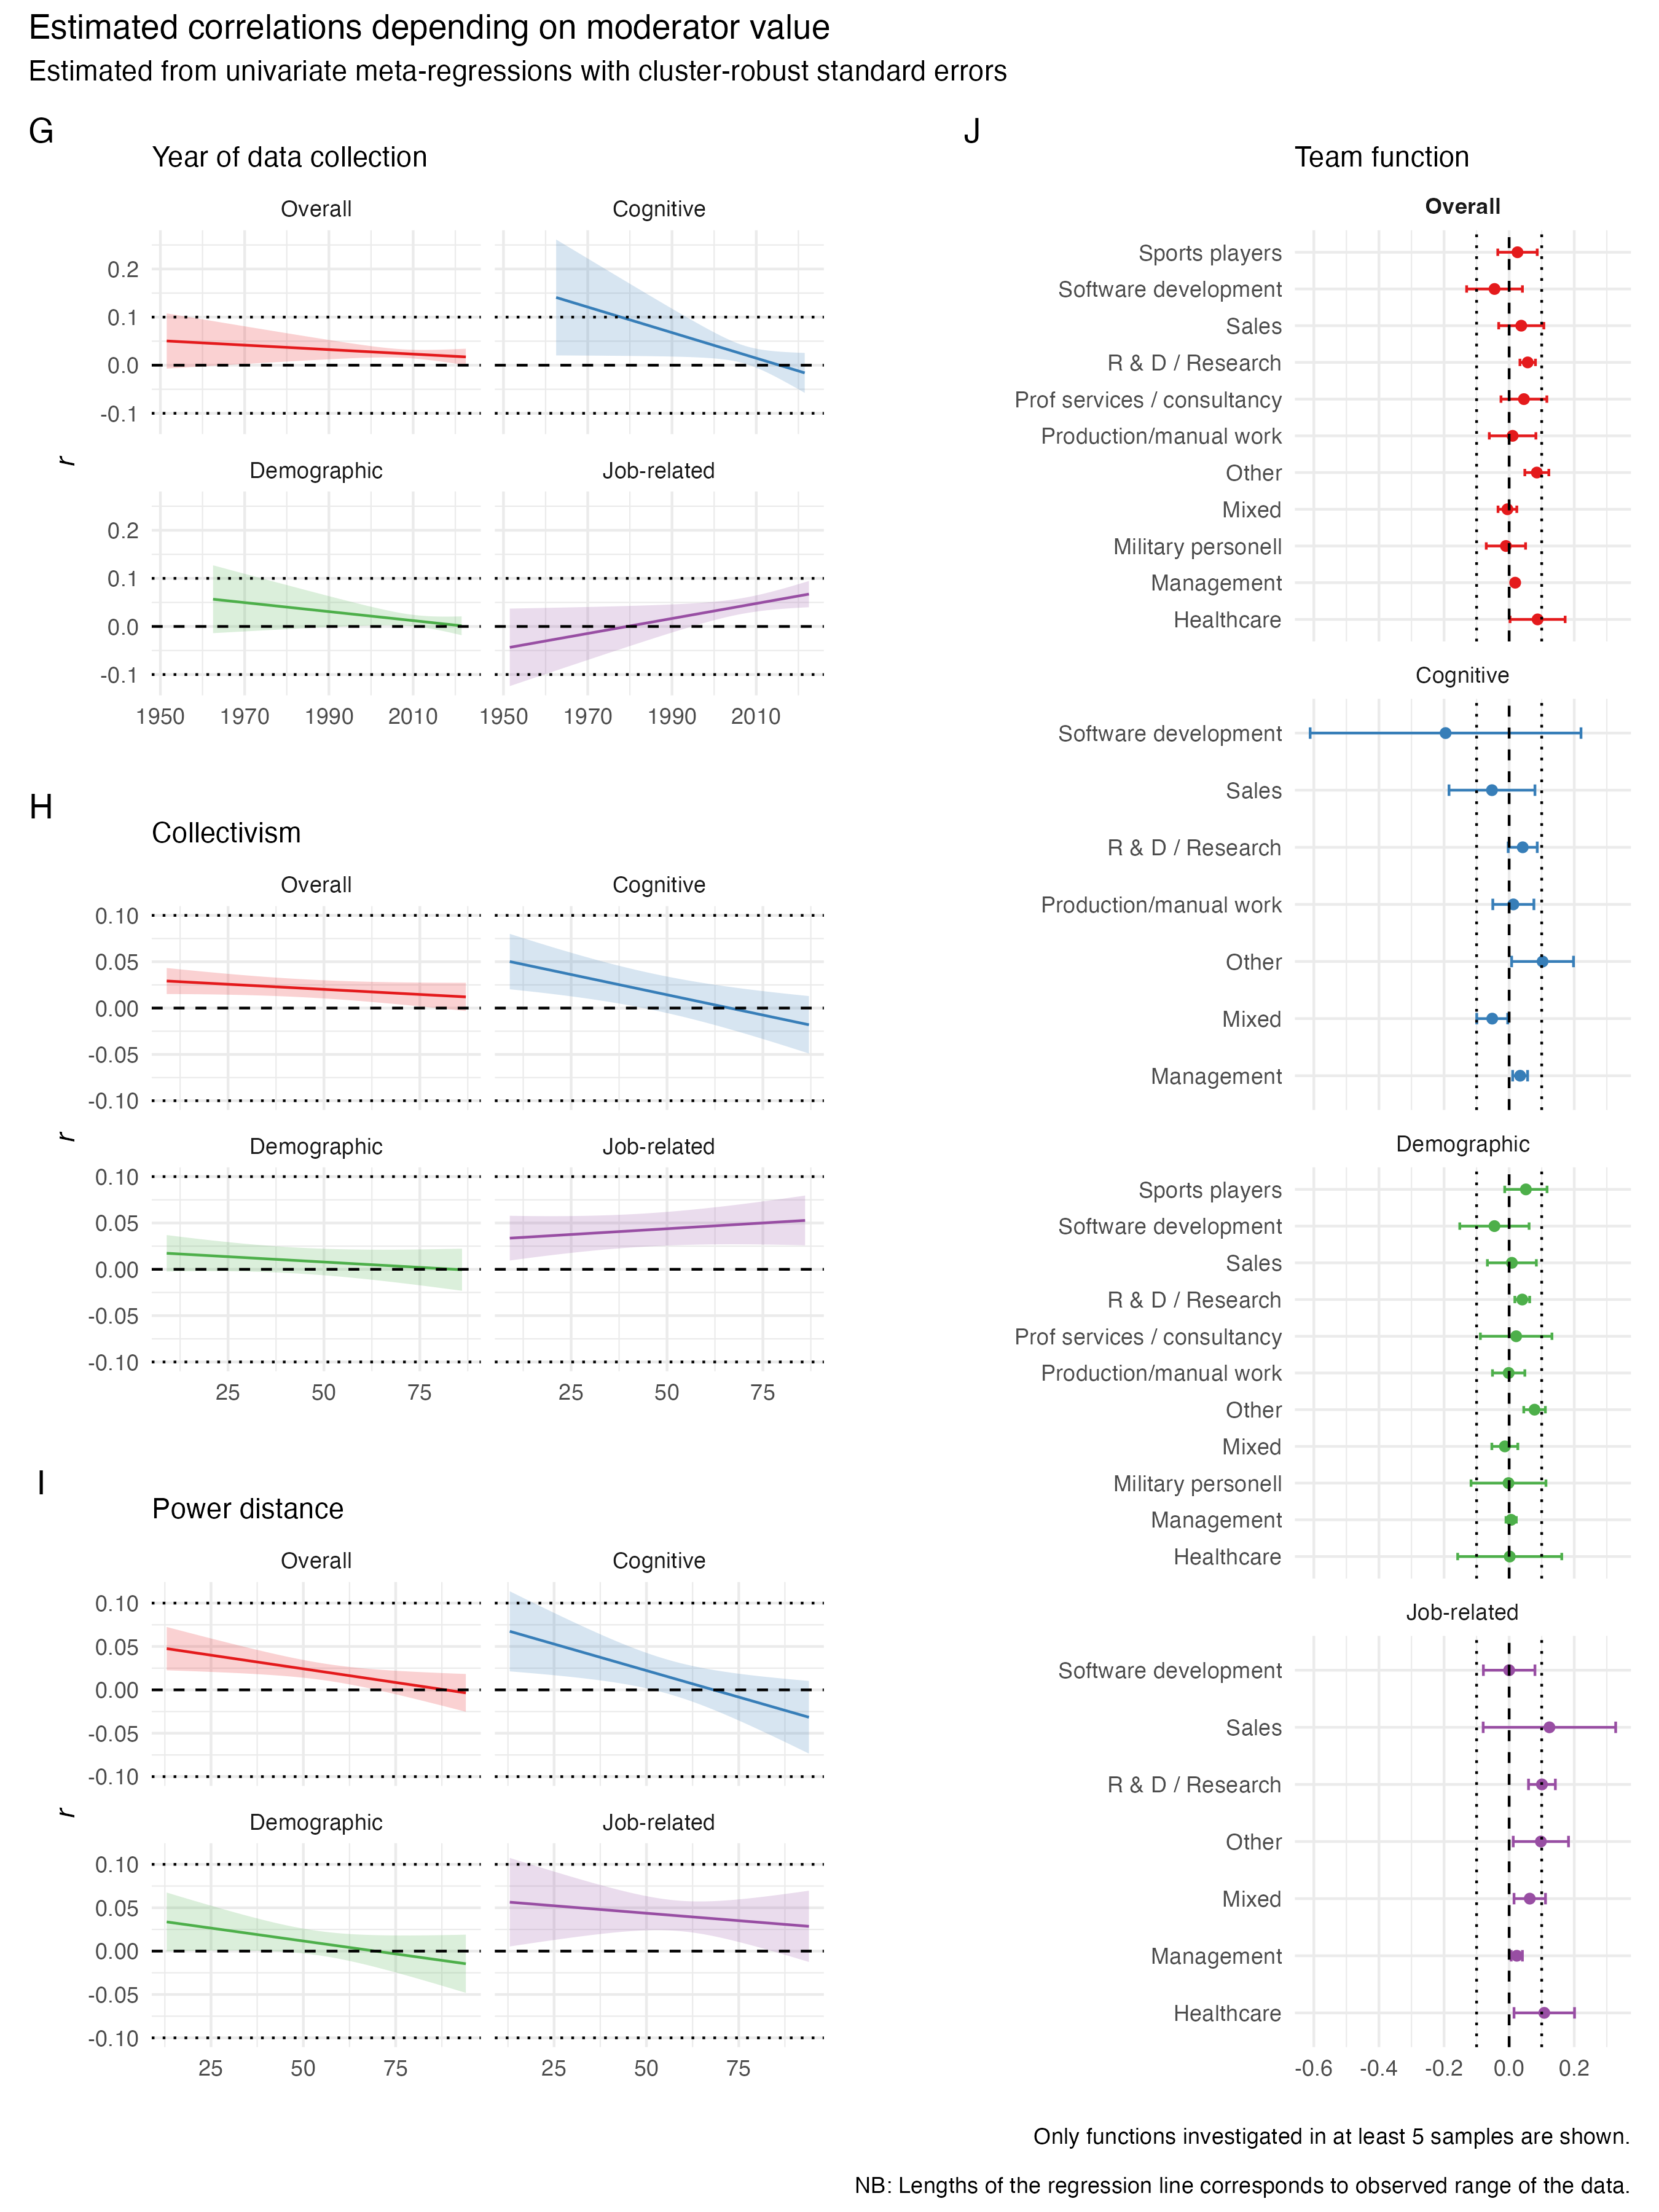 Estimated correlations depending on moderator value
Estimated from univariate meta-regressions with cluster-robust standard errors
G
Year of data collection
Overall
Cognitive
0.2
0.1
0.0
-0.1
r
Demographic
Job-related
0.2
0.1
0.0
-0.1
1950 1970 1990 2010
1950 1970 1990 2010
H
Collectivism
Overall
Cognitive
0.10
0.05
0.00
-0.05
-0.10
r
Demographic
Job-related
0.10
0.05
0.00
-0.05
-0.10
25 50 75
25 50 75
I
Power distance
Overall
Cognitive
0.10
0.05
0.00
-0.05
-0.10
r
Demographic
Job-related
0.10
0.05
0.00
-0.05
-0.10
25 50 75
25 50 75
J
Team function
Overall
Sports players
Software development
Sales
R & D / Research
Prof services / consultancy
Production/manual work
Other
Mixed
Military personell
Management
Healthcare
Cognitive
Software development
Sales
R & D / Research
Production/manual work
Other
Mixed
Management
Demographic
Sports players
Software development
Sales
R & D / Research
Prof services / consultancy
Production/manual work
Other
Mixed
Military personell
Management
Healthcare
Job-related
Software development
Sales
R & D / Research
Other
Mixed
Management
Healthcare
-0.6 -0.4 -0.2 0.0 0.2
Only functions investigated in at least 5 samples are shown.
NB: Lengths of the regression line corresponds to observed range of the data.